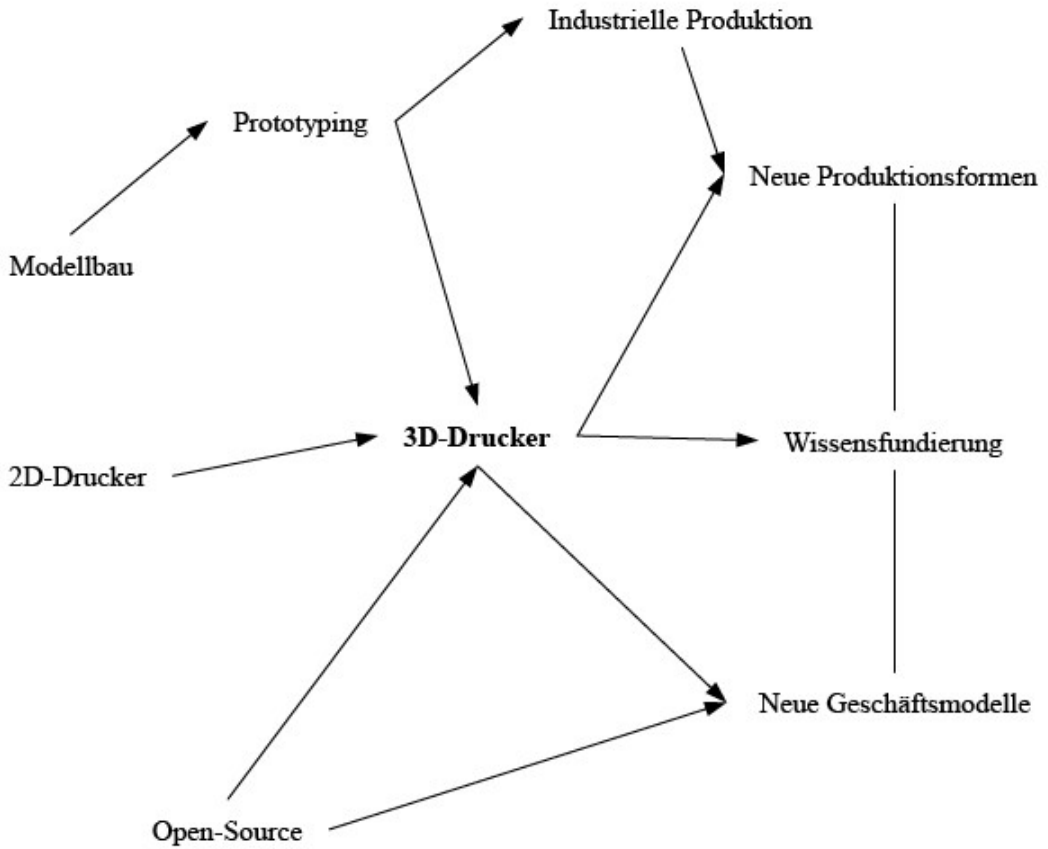 Industrielle Produktion
Prototyping
Neue Produktionsformen
Modellbau
3D-Drucker
Wissensfundierung
2D-Drucker
Neue Geschäftsmodelle
Open-Source